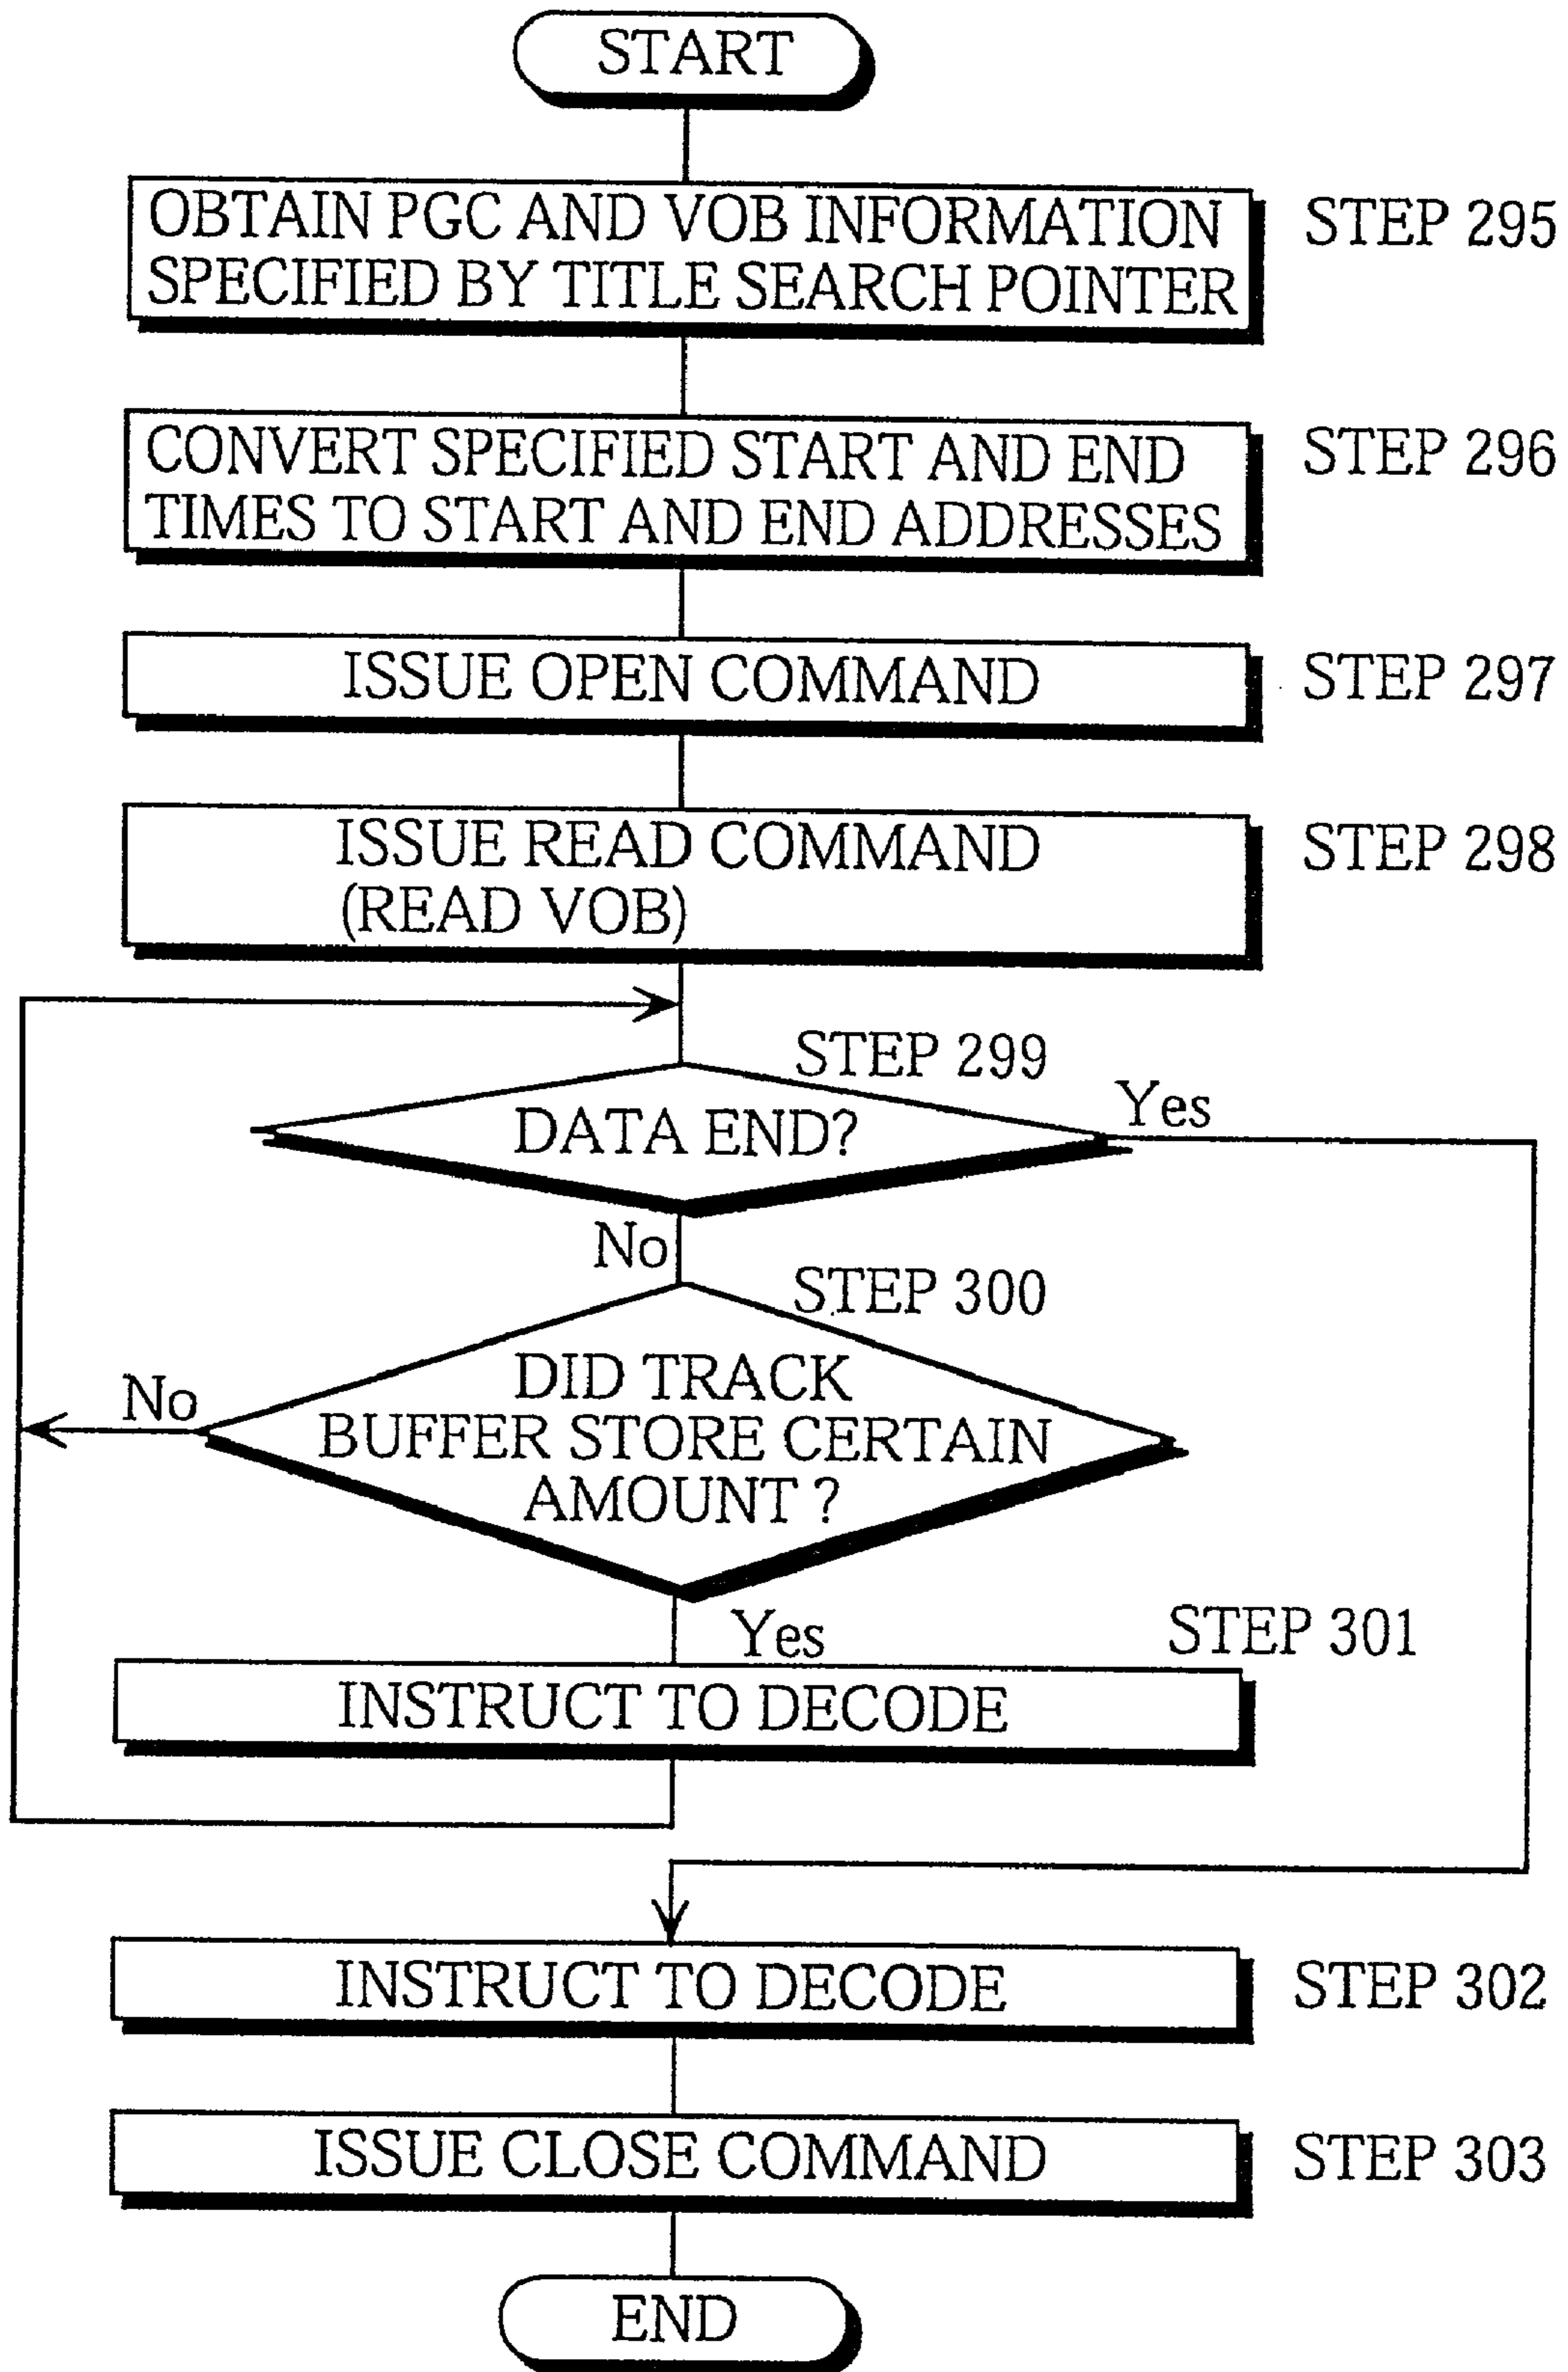 START
OBTAIN PGC AND VOB INFORMATION
SPECIFIED BY TITLE SEARCH POINTER
STEP 295
CONVERT SPECIFIED START AND END
TIMES TO START AND END ADDRESSES
STEP 296
ISSUE OPEN COMMAND
STEP 297
ISSUE READ COMMAND
(READ VOB)
STEP 298
STEP 299
DATA END?
Yes
No
STEP 300
DID TRACK
BUFFER STORE CERTAIN
AMOUNT ?
No
Yes
STEP 301
INSTRUCT TO DECODE
INSTRUCT TO DECODE
STEP 302
ISSUE CLOSE COMMAND
STEP 303
END